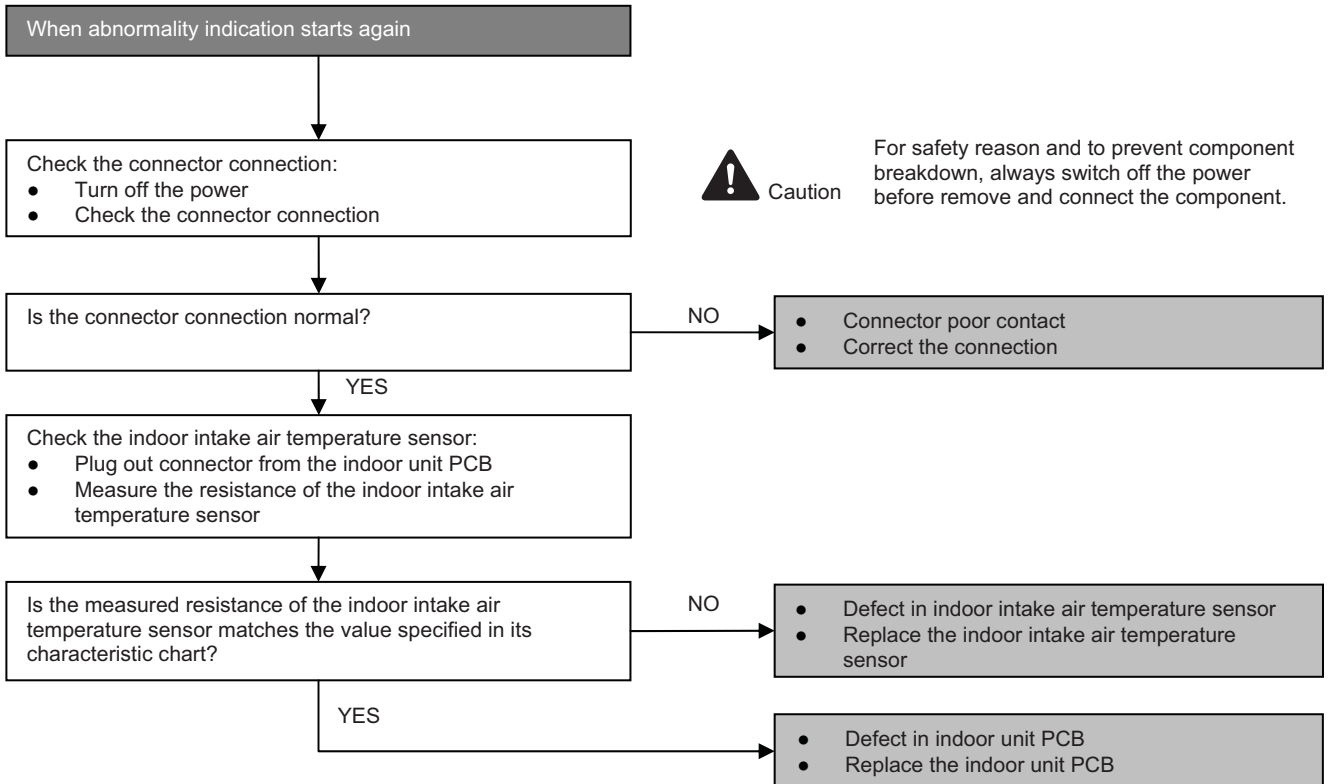 When abnormality indication starts again
Check the connector connection:
● Turn off the power
● Check the connector connection
Caution
For safety reason and to prevent component
breakdown, always switch off the power
before remove and connect the component.
Is the connector connection normal?
NO
● Connector poor contact
● Correct the connection
YES
Check the indoor intake air temperature sensor:
● Plug out connector from the indoor unit PCB
● Measure the resistance of the indoor intake air
temperature sensor
Is the measured resistance of the indoor intake air
temperature sensor matches the value specified in its
characteristic chart?
NO
● Defect in indoor intake air temperature sensor
● Replace the indoor intake air temperature
sensor
YES
● Defect in indoor unit PCB
● Replace the indoor unit PCB